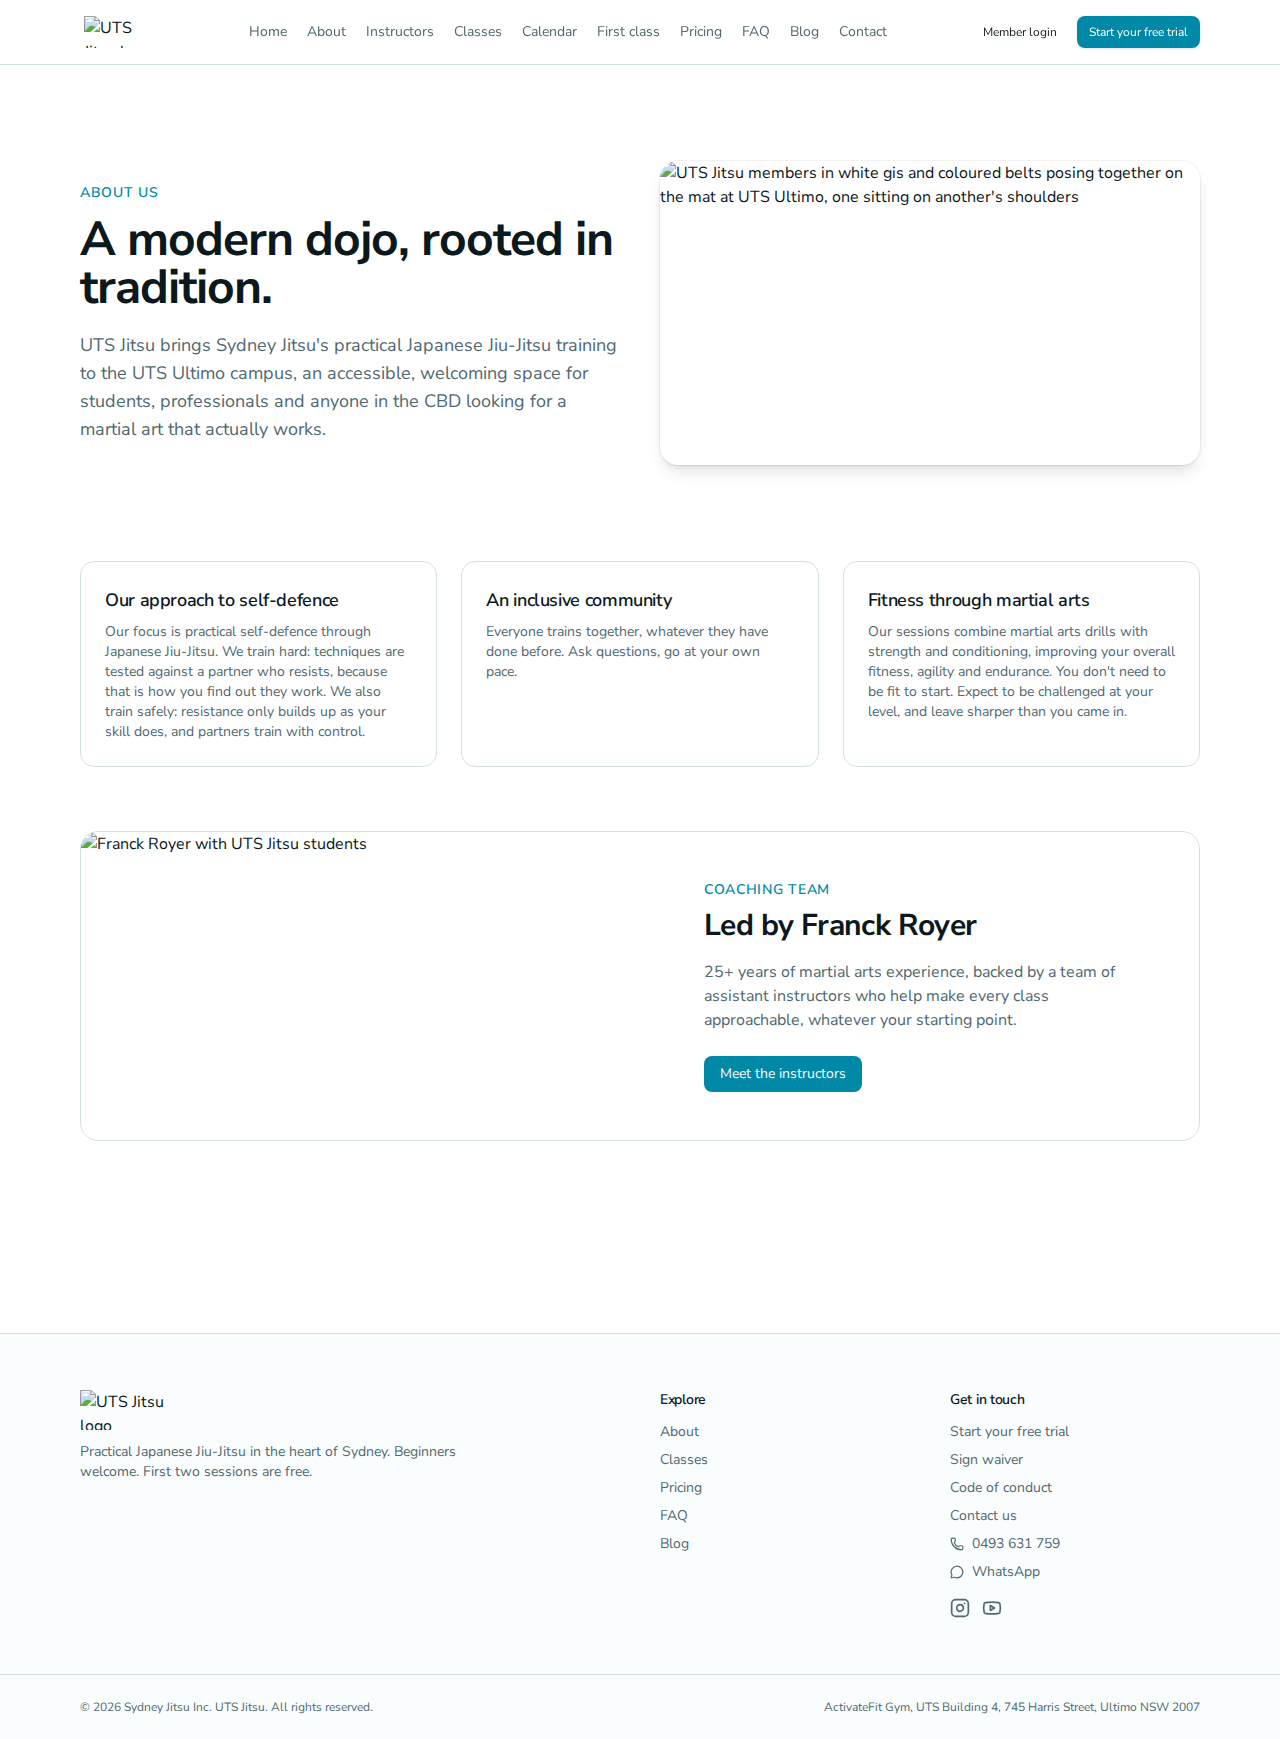 UTS
Home About Instructors Classes Calendar First class Pricing FAQ Blog Contact
Member login
Start your free trial
ABOUT US
A modern dojo, rooted in
tradition.
UTS Jitsu brings Sydney Jitsu's practical Japanese Jiu-Jitsu training
to the UTS Ultimo campus, an accessible, welcoming space for
students, professionals and anyone in the CBD looking for a
martial art that actually works.
UTS Jitsu members in white gis and coloured belts posing together on
the mat at UTS Ultimo, one sitting on another's shoulders
Our approach to self-defence
Our focus is practical self-defence through
Japanese Jiu-Jitsu. We train hard: techniques are
tested against a partner who resists, because
that is how you find out they work. We also
train safely: resistance only builds up as your
skill does, and partners train with control.
An inclusive community
Everyone trains together, whatever they have
done before. Ask questions, go at your own
pace.
Fitness through martial arts
Our sessions combine martial arts drills with
strength and conditioning, improving your overall
fitness, agility and endurance. You don't need to
be fit to start. Expect to be challenged at your
level, and leave sharper than you came in.
Franck Royer with UTS Jitsu students
COACHING TEAM
Led by Franck Royer
25+ years of martial arts experience, backed by a team of
assistant instructors who help make every class
approachable, whatever your starting point.
Meet the instructors
UTS Jitsu
logo
Practical Japanese Jiu-Jitsu in the heart of Sydney. Beginners
welcome. First two sessions are free.
Explore
About
Classes
Pricing
FAQ
Blog
Get in touch
Start your free trial
Sign waiver
Code of conduct
Contact us
0493 631 759
WhatsApp
© 2026 Sydney Jitsu Inc. UTS Jitsu. All rights reserved.
ActivateFit Gym, UTS Building 4, 745 Harris Street, Ultimo NSW 2007